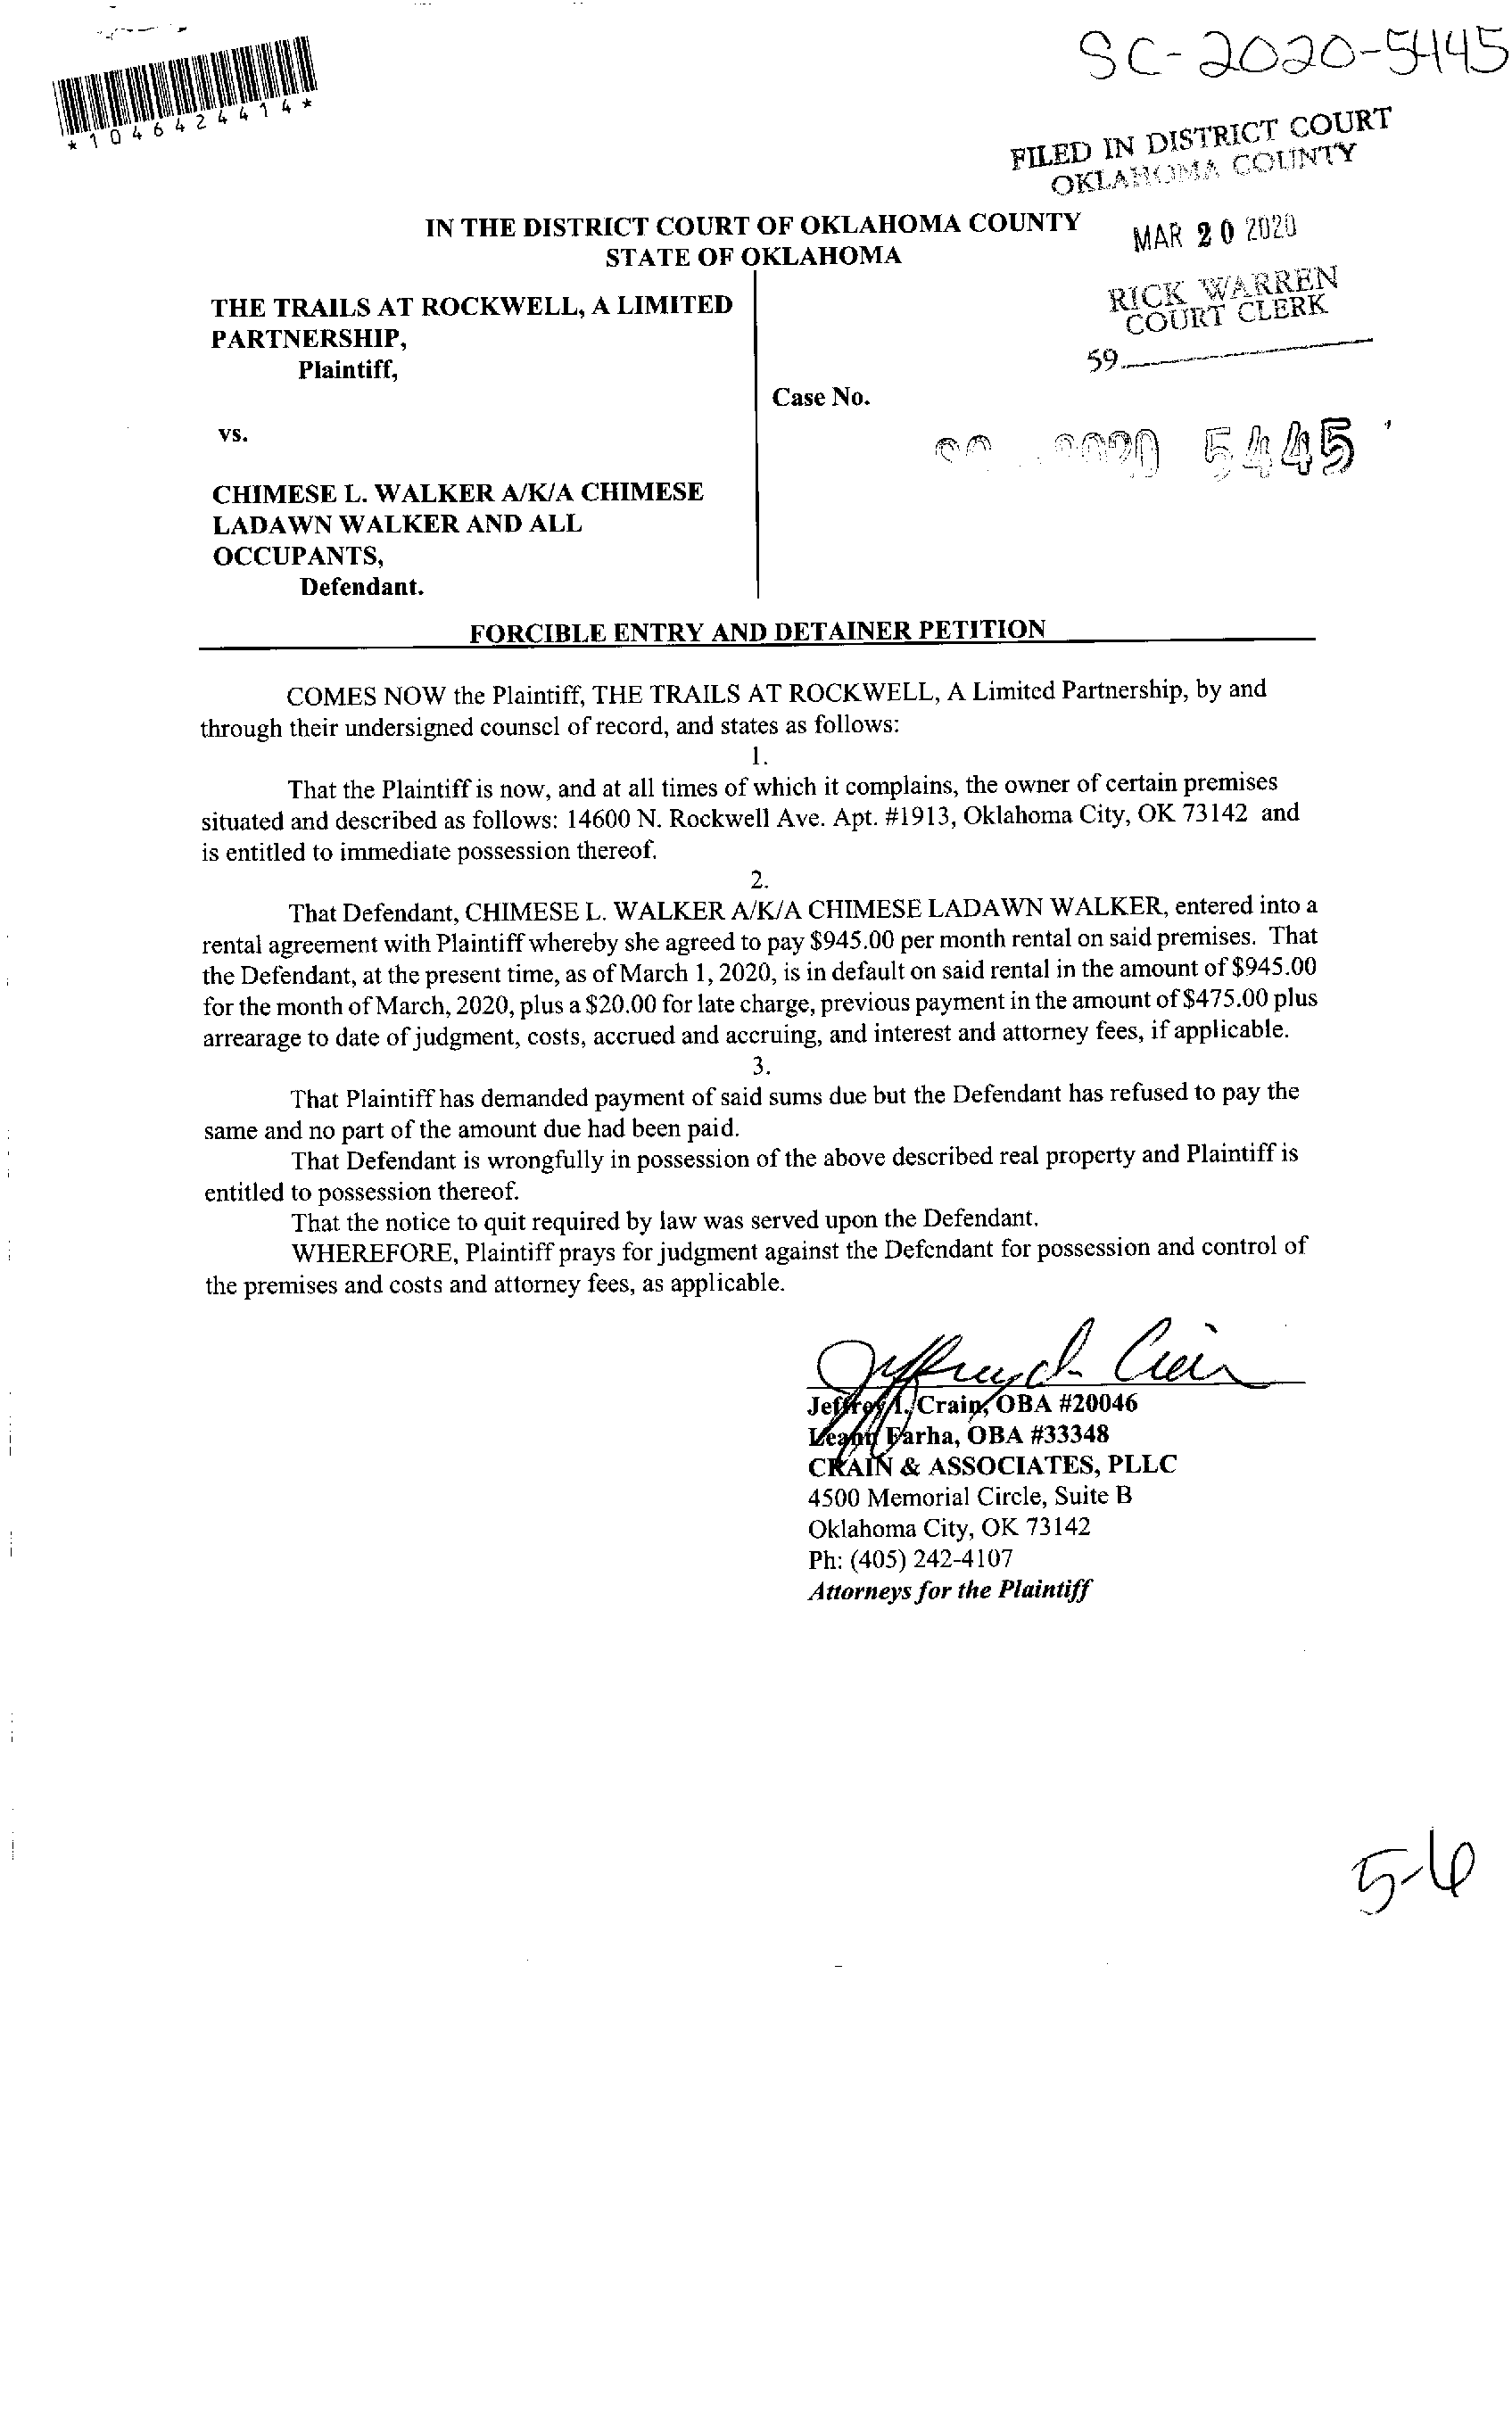 SC-2020-5445
*1046424414*
FILED IN DISTRICT COURT
OKLAHOMA COUNTY
IN THE DISTRICT COURT OF OKLAHOMA COUNTY
STATE OF OKLAHOMA
MAR 20 2020
THE TRAILS AT ROCKWELL, A LIMITED
PARTNERSHIP,
Plaintiff,
RICK WARREN
COURT CLERK
59
Case No.
vs.
2020 5445
CHIMESE L. WALKER A/K/A CHIMESE
LADAWN WALKER AND ALL
OCCUPANTS,
Defendant.
FORCIBLE ENTRY AND DETAINER PETITION
COMES NOW the Plaintiff, THE TRAILS AT ROCKWELL, A Limited Partnership, by and
through their undersigned counsel of record, and states as follows:
1.
That the Plaintiff is now, and at all times of which it complains, the owner of certain premises
situated and described as follows: 14600 N. Rockwell Ave. Apt. #1913, Oklahoma City, OK 73142 and
is entitled to immediate possession thereof.
2.
That Defendant, CHIMESE L. WALKER A/K/A CHIMESE LADAWN WALKER, entered into a
rental agreement with Plaintiff whereby she agreed to pay $945.00 per month rental on said premises. That
the Defendant, at the present time, as of March 1, 2020, is in default on said rental in the amount of $945.00
for the month of March, 2020, plus a $20.00 for late charge, previous payment in the amount of $475.00 plus
arrearage to date of judgment, costs, accrued and accruing, and interest and attorney fees, if applicable.
3.
That Plaintiff has demanded payment of said sums due but the Defendant has refused to pay the
same and no part of the amount due had been paid.
That Defendant is wrongfully in possession of the above described real property and Plaintiff is
entitled to possession thereof.
That the notice to quit required by law was served upon the Defendant.
WHEREFORE, Plaintiff prays for judgment against the Defendant for possession and control of
the premises and costs and attorney fees, as applicable.
Crain, OBA #20046
Farha, OBA #33348
CRAIN & ASSOCIATES, PLLC
4500 Memorial Circle, Suite B
Oklahoma City, OK 73142
Ph: (405) 242-4107
Attorneys for the Plaintiff
5-6